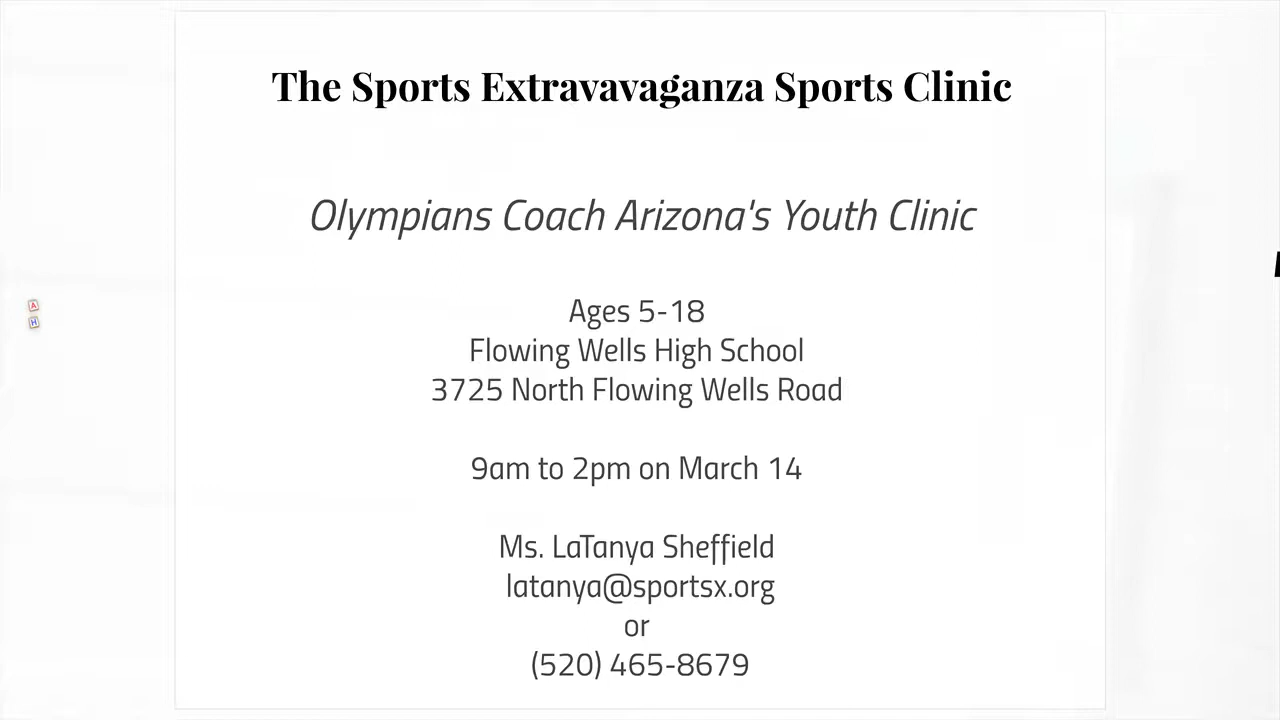 The Sports Extravavaganza Sports Clinic
Olympians Coach Arizona's Youth Clinic
Ages 5-18
Flowing Wells High School
3725 North Flowing Wells Road
9am to 2pm on March 14
Ms. LaTanya Sheffield
latanya@sportsx.org
or
(520) 465-8679
A
H